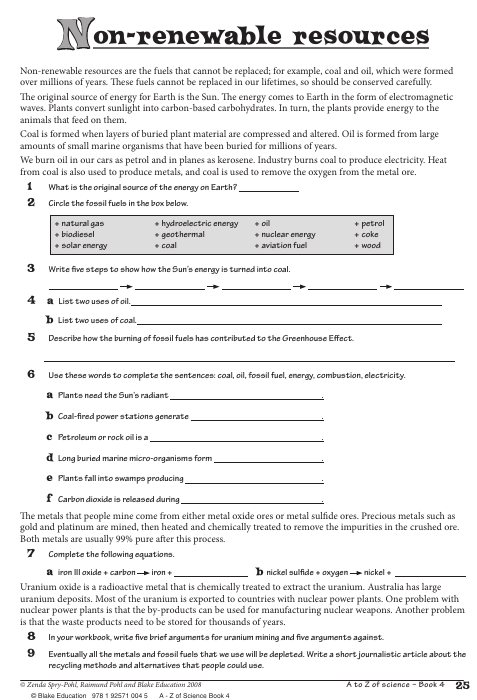 Non-renewable resources
Non-renewable resources are the fuels that cannot be replaced; for example, coal and oil, which were formed
over millions of years. These fuels cannot be replaced in our lifetimes, so should be conserved carefully.
The original source of energy for Earth is the Sun. The energy comes to Earth in the form of electromagnetic
waves. Plants convert sunlight into carbon-based carbohydrates. In turn, the plants provide energy to the
animals that feed on them.
Coal is formed when layers of buried plant material are compressed and altered. Oil is formed from large
amounts of small marine organisms that have been buried for millions of years.
We burn oil in our cars as petrol and in planes as kerosene. Industry burns coal to produce electricity. Heat
from coal is also used to produce metals, and coal is used to remove the oxygen from the metal ore.
1 What is the original source of the energy on Earth?
2 Circle the fossil fuels in the box below.
+ natural gas + hydroelectric energy + oil + petrol
+ biodiesel + geothermal + nuclear energy + coke
+ solar energy + coal + aviation fuel + wood
3 Write five steps to show how the Sun's energy is turned into coal.
4 a List two uses of oil.
b List two uses of coal.
5 Describe how the burning of fossil fuels has contributed to the Greenhouse Effect.
6 Use these words to complete the sentences: coal, oil, fossil fuel, energy, combustion, electricity.
a Plants need the Sun's radiant .
b Coal-fired power stations generate .
c Petroleum or rock oil is a .
d Long buried marine micro-organisms form .
e Plants fall into swamps producing .
f Carbon dioxide is released during .
The metals that people mine come from either metal oxide ores or metal sulfide ores. Precious metals such as
gold and platinum are mined, then heated and chemically treated to remove the impurities in the crushed ore.
Both metals are usually 99% pure after this process.
7 Complete the following equations.
a iron III oxide + carbon → iron + b nickel sulfide + oxygen → nickel +
Uranium oxide is a radioactive metal that is chemically treated to extract the uranium. Australia has large
uranium deposits. Most of uranium is exported to countries with nuclear power plants. One problem with
nuclear power plants is that the by-products can be used for manufacturing nuclear weapons. Another problem
is that the waste products need to be stored for thousands of years.
8 In your workbook, write five brief arguments for uranium mining and five arguments against.
9 Eventually all the metals and fossil fuels that we use will be depleted. Write a short journalistic article about the
recycling methods and alternatives that people could use.
© Zenda Spry-Pohl, Raimund Pohl and Blake Education 2008 A to Z of science – Book 4 25
© Blake Education 978 1 92571 004 5 A - Z of Science Book 4